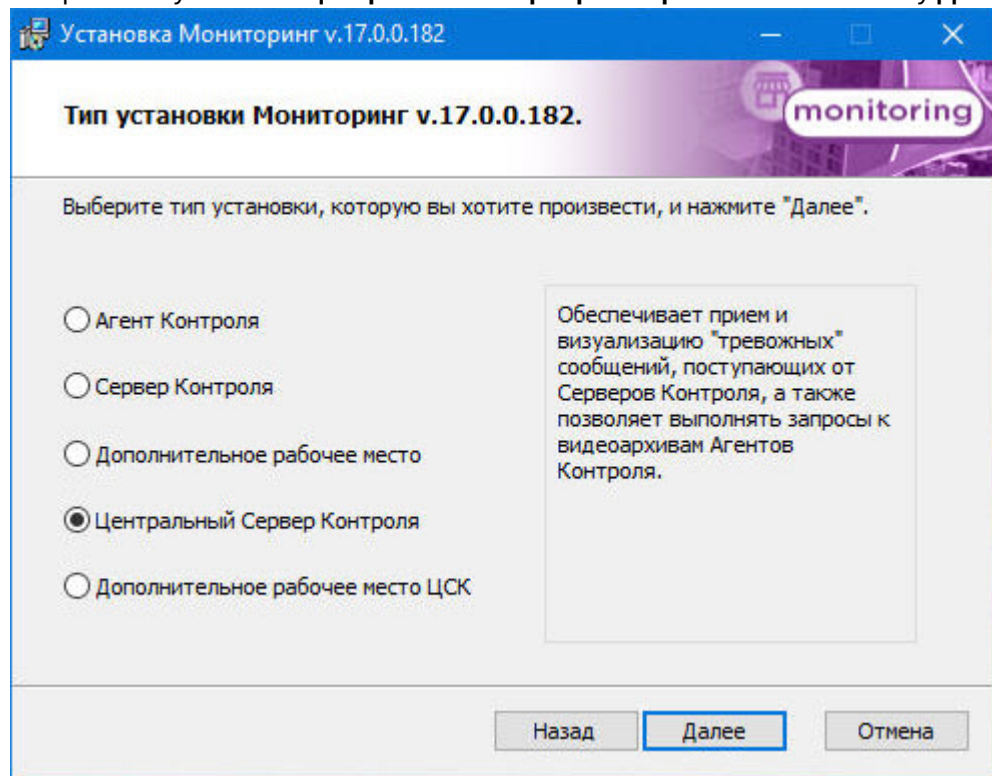 Установка Мониторинг v.17.0.0.182
Тип установки Мониторинг v.17.0.0.182.
monitoring
Выберите тип установки, которую вы хотите произвести, и нажмите "Далее".
Агент Контроля
Сервер Контроля
Дополнительное рабочее место
Центральный Сервер Контроля
Дополнительное рабочее место ЦСК
Обеспечивает прием и
визуализацию "тревожных"
сообщений, поступающих от
Серверов Контроля, а также
позволяет выполнять запросы к
видеоархивам Агентов
Контроля.
Назад
Далее
Отмена